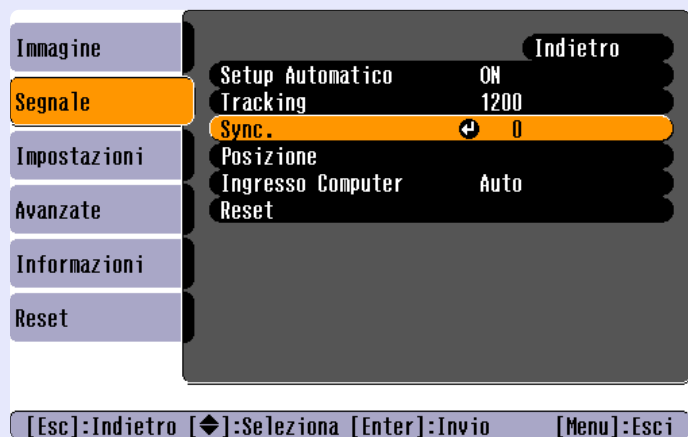 Immagine
Segnale
Impostazioni
Avanzate
Informazioni
Reset
Indietro
Setup Automatico ON
Tracking 1200
Sync. 0
Posizione
Ingresso Computer Auto
Reset
[Esc]:Indietro [◆]:Seleziona [Enter]:Invio [Menu]:Esci